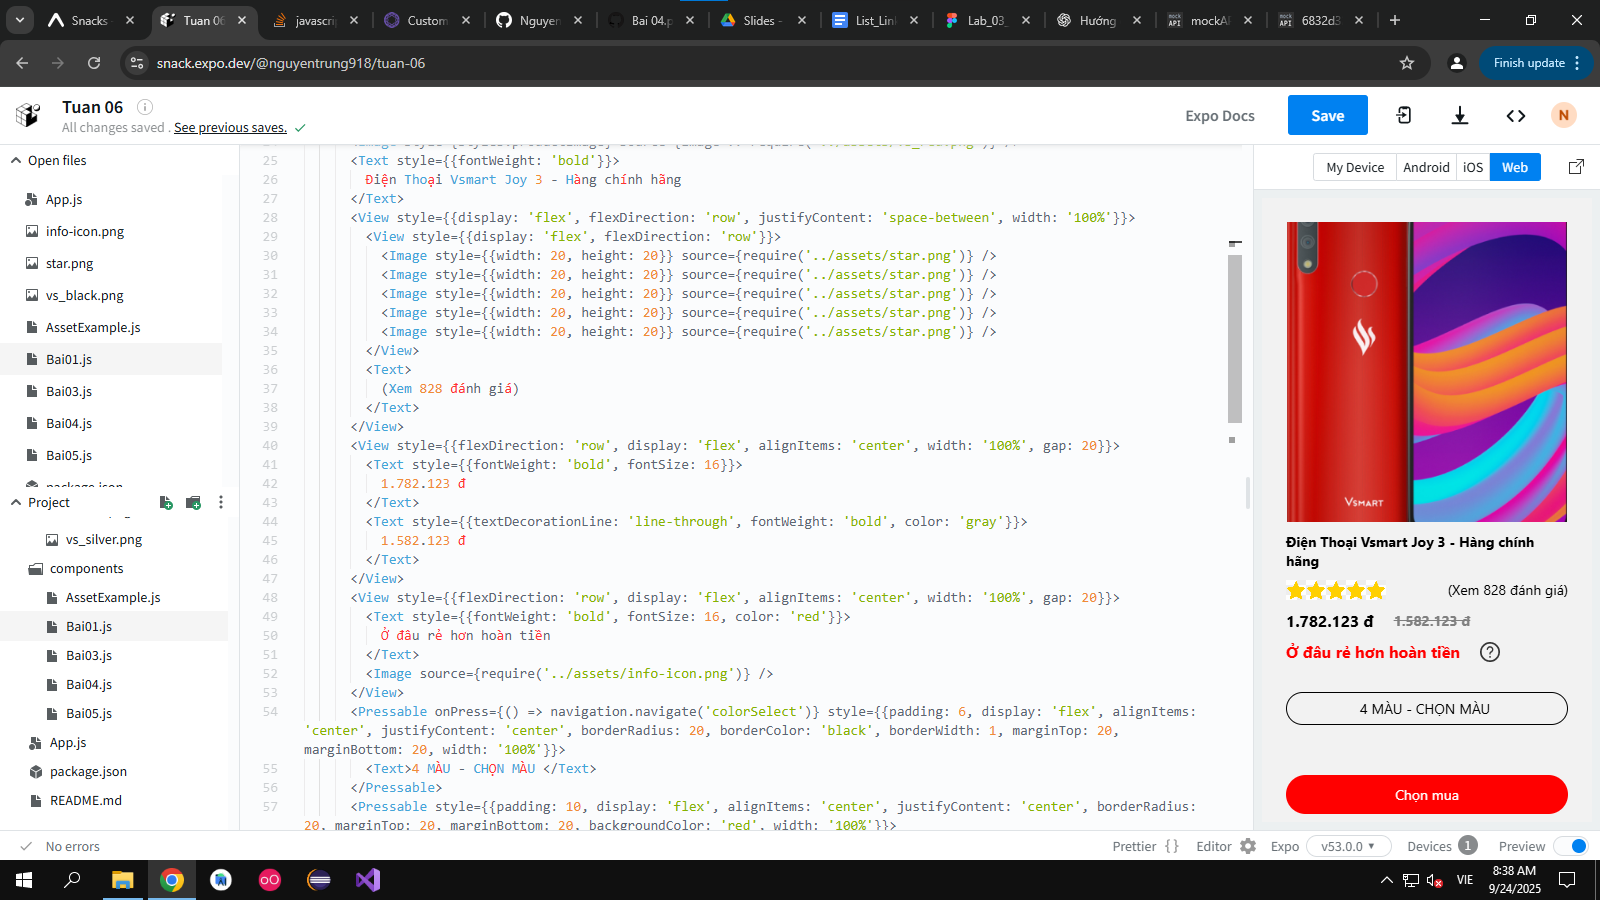 Snacks -
Tuan 06
javascrip
Custom
Nguyen
Bai 04.p
Slides -
List_Lin
Lab_03_
Hướng
mockAP
6832d3
snack.expo.dev/@nguyentrung918/tuan-06
Finish update
Tuan 06
All changes saved . See previous saves.
Expo Docs
Save
N
Open files
App.js
info-icon.png
star.png
vs_black.png
AssetExample.js
Bai01.js
Bai03.js
Bai04.js
Bai05.js
package.json
Project
vs_silver.png
components
AssetExample.js
Bai01.js
Bai03.js
Bai04.js
Bai05.js
App.js
package.json
README.md
25 <Text style={{fontWeight: 'bold'}}>
26 Điện Thoại Vsmart Joy 3 - Hàng chính hãng
27 </Text>
28 <View style={{display: 'flex', flexDirection: 'row', justifyContent: 'space-between', width: '100%'}}>
29 <View style={{display: 'flex', flexDirection: 'row'}}>
30 <Image style={{width: 20, height: 20}} source={require('../assets/star.png')} />
31 <Image style={{width: 20, height: 20}} source={require('../assets/star.png')} />
32 <Image style={{width: 20, height: 20}} source={require('../assets/star.png')} />
33 <Image style={{width: 20, height: 20}} source={require('../assets/star.png')} />
34 <Image style={{width: 20, height: 20}} source={require('../assets/star.png')} />
35 </View>
36 <Text>
37 (Xem 828 đánh giá)
38 </Text>
39 </View>
40 <View style={{flexDirection: 'row', display: 'flex', alignItems: 'center', width: '100%', gap: 20}}>
41 <Text style={{fontWeight: 'bold', fontSize: 16}}>
42 1.782.123 đ
43 </Text>
44 <Text style={{textDecorationLine: 'line-through', fontWeight: 'bold', color: 'gray'}}>
45 1.582.123 đ
46 </Text>
47 </View>
48 <View style={{flexDirection: 'row', display: 'flex', alignItems: 'center', width: '100%', gap: 20}}>
49 <Text style={{fontWeight: 'bold', fontSize: 16, color: 'red'}}>
50 Ở đâu rẻ hơn hoàn tiền
51 </Text>
52 <Image source={require('../assets/info-icon.png')} />
53 </View>
54 <Pressable onPress={() => navigation.navigate('colorSelect')} style={{padding: 6, display: 'flex', alignItems:
'center', justifyContent: 'center', borderRadius: 20, borderColor: 'black', borderWidth: 1, marginTop: 20,
marginBottom: 20, width: '100%'}}>
55 <Text>4 MÀU - CHỌN MÀU </Text>
56 </Pressable>
57 <Pressable style={{padding: 10, display: 'flex', alignItems: 'center', justifyContent: 'center', borderRadius:
20, marginTop: 20, marginBottom: 20, backgroundColor: 'red', width: '100%'}}>
My Device
Android
iOS
Web
VSMART
Điện Thoại Vsmart Joy 3 - Hàng chính
hãng
(Xem 828 đánh giá)
1.782.123 đ 1.582.123 đ
Ở đâu rẻ hơn hoàn tiền
4 MÀU - CHỌN MÀU
Chọn mua
No errors
Prettier { }
Editor
Expo
v53.0.0
Devices 1
Preview
VIE
8:38 AM
9/24/2025